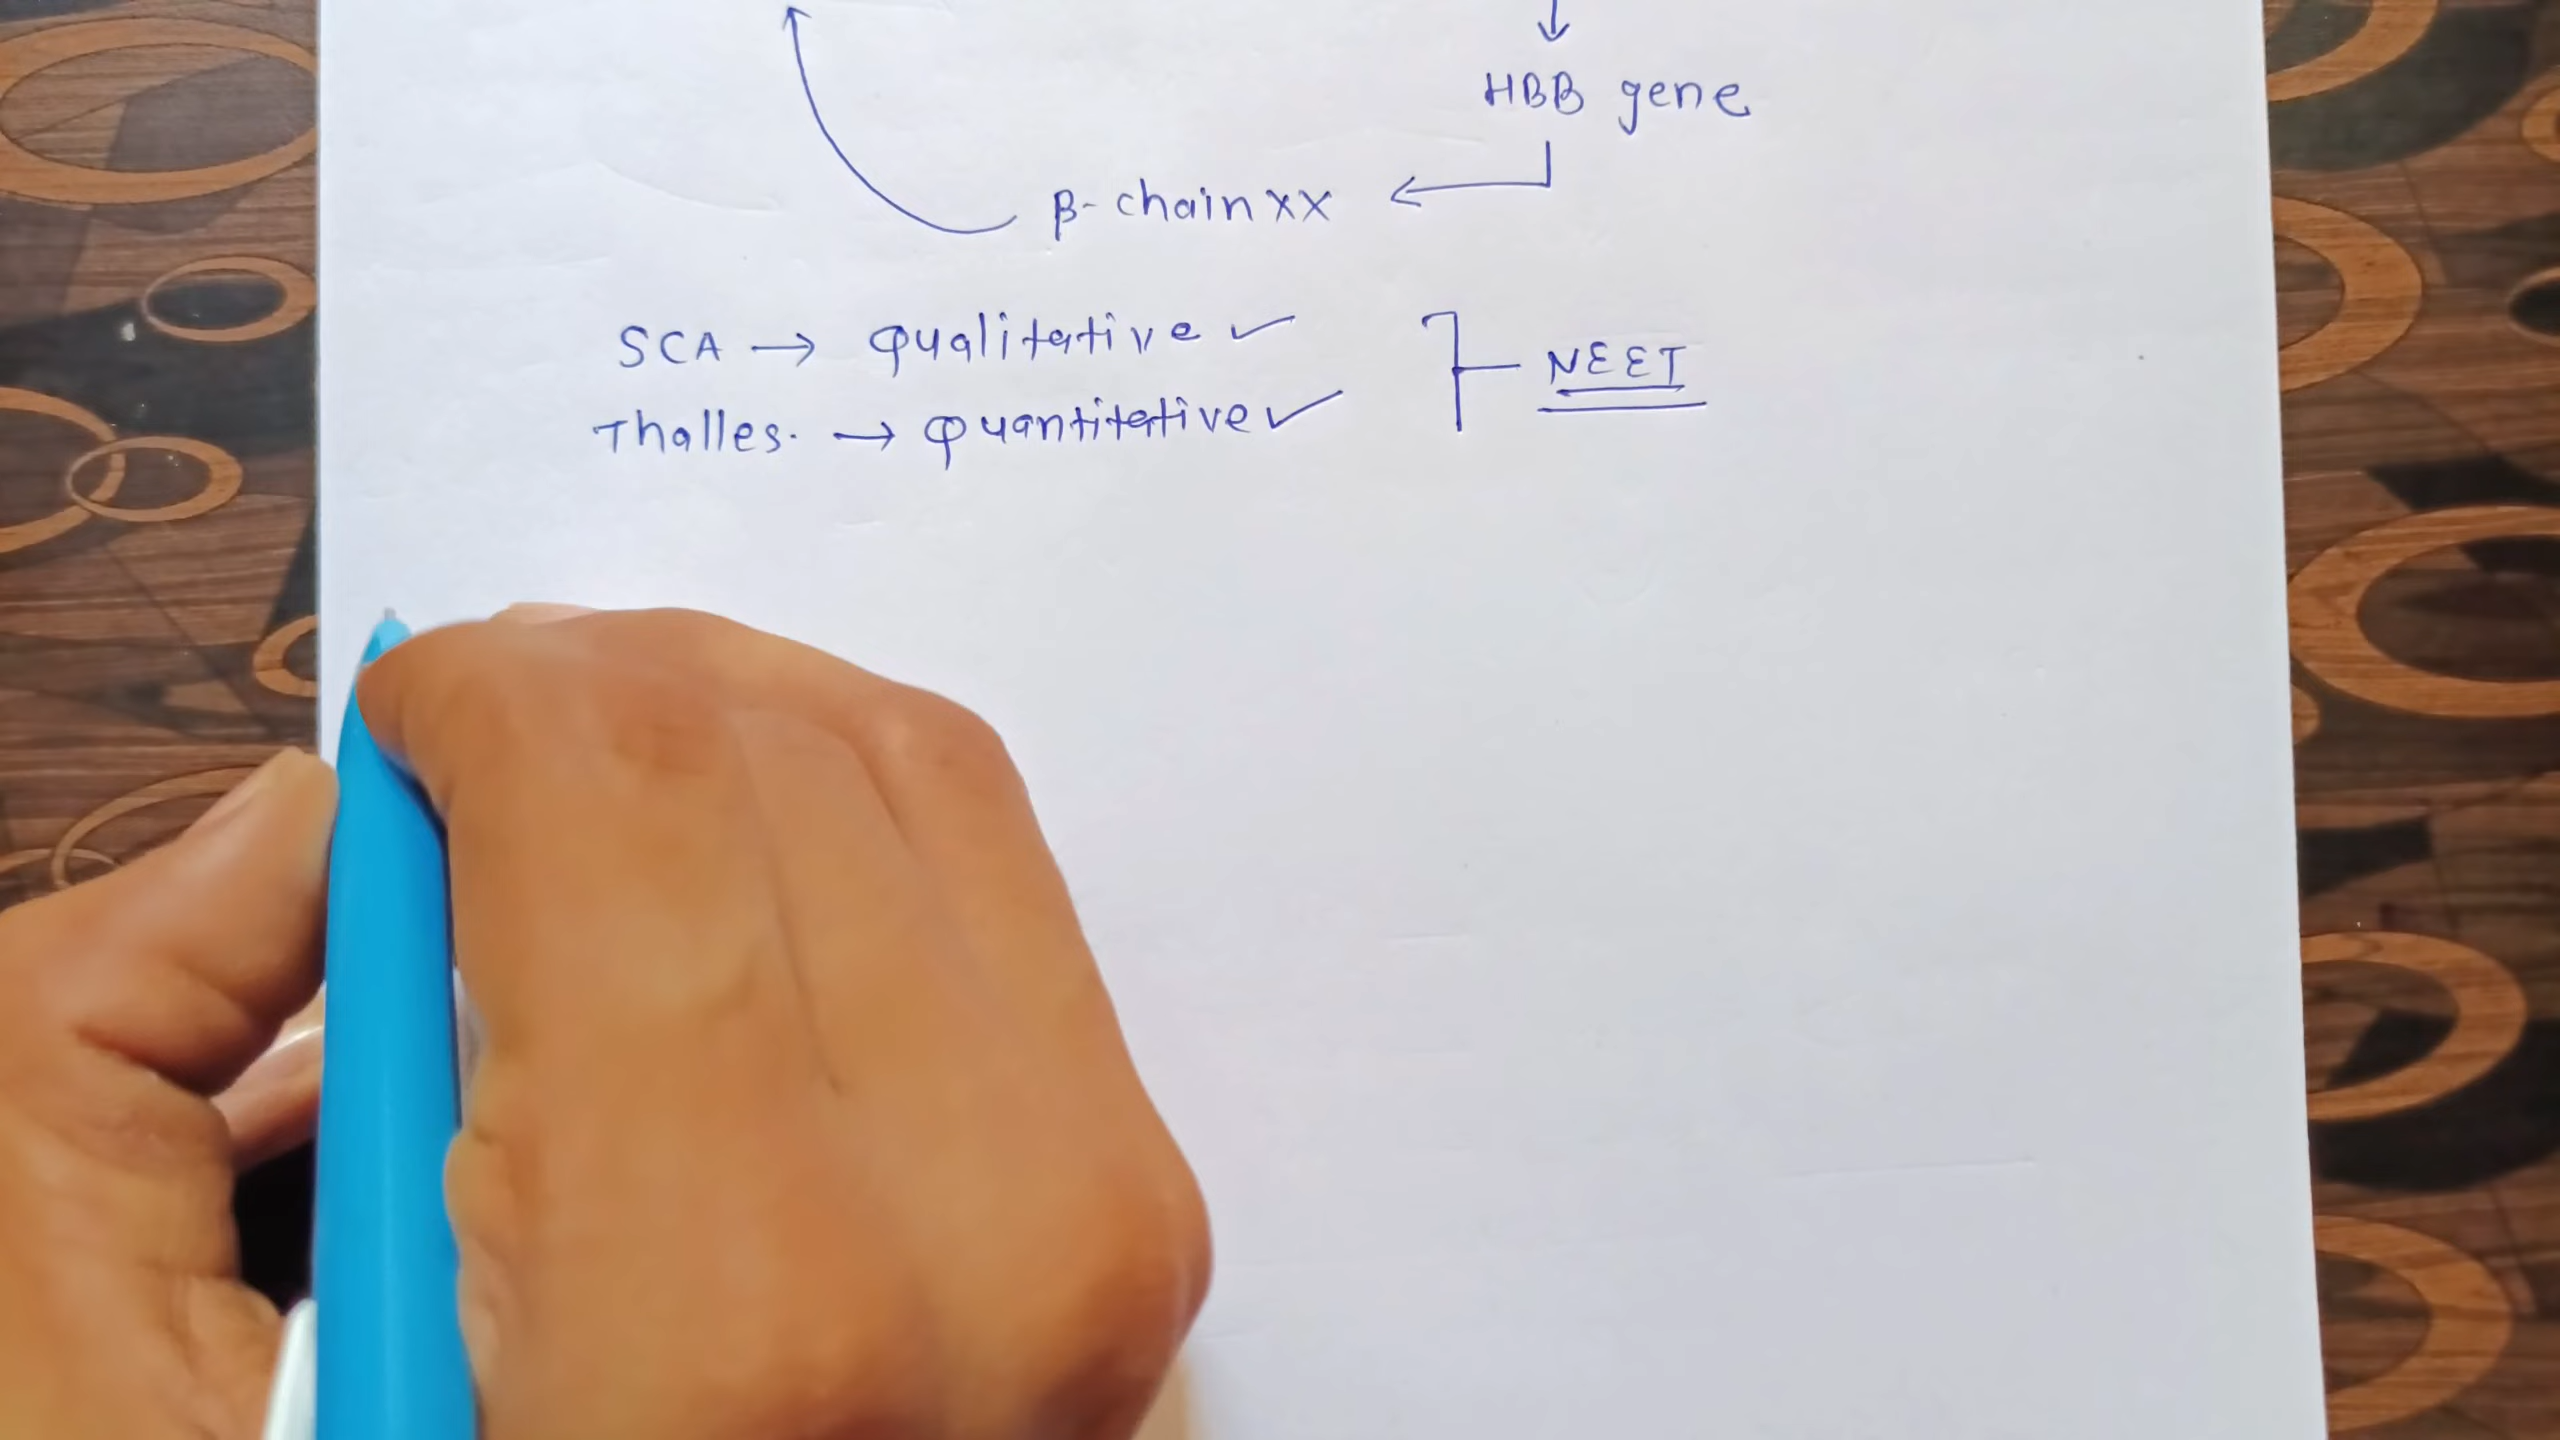 HBB gene
β- chain xx
SCA → qualitative ✓
Thalles. → quantitative ✓
NEET